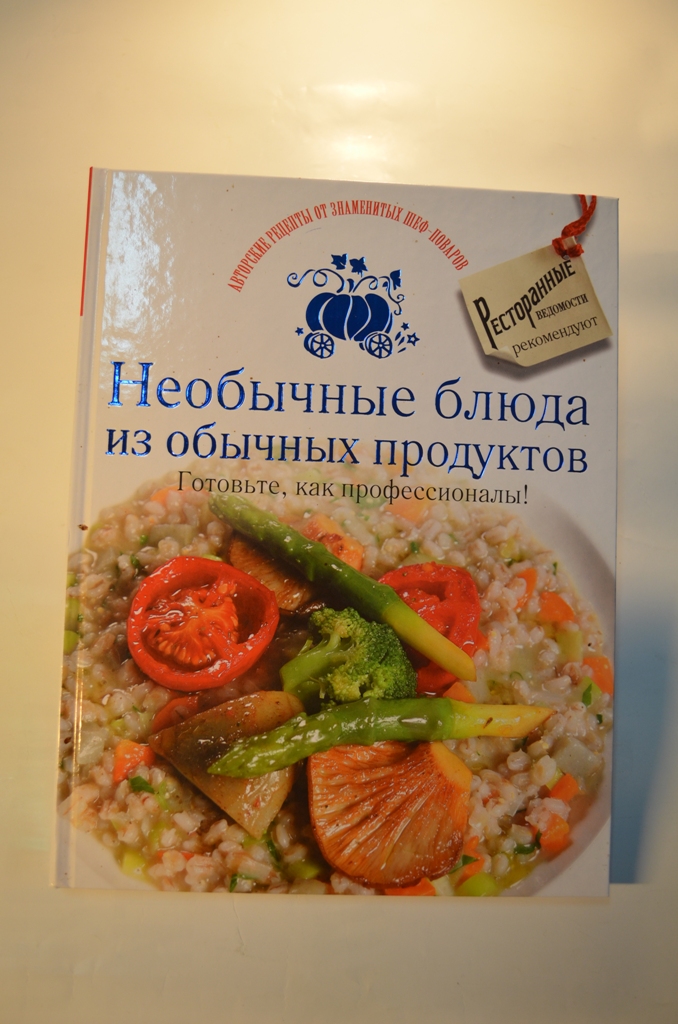 АВТОРСКИЕ РЕЦЕПТЫ ОТ ЗНАМЕНИТЫХ ШЕФ-ПОВАРОВ
РЕСТОРАННЫЕ
ВЕДОМОСТИ
рекомендуют
Необычные блюда
из обычных продуктов
Готовьте, как профессионалы!